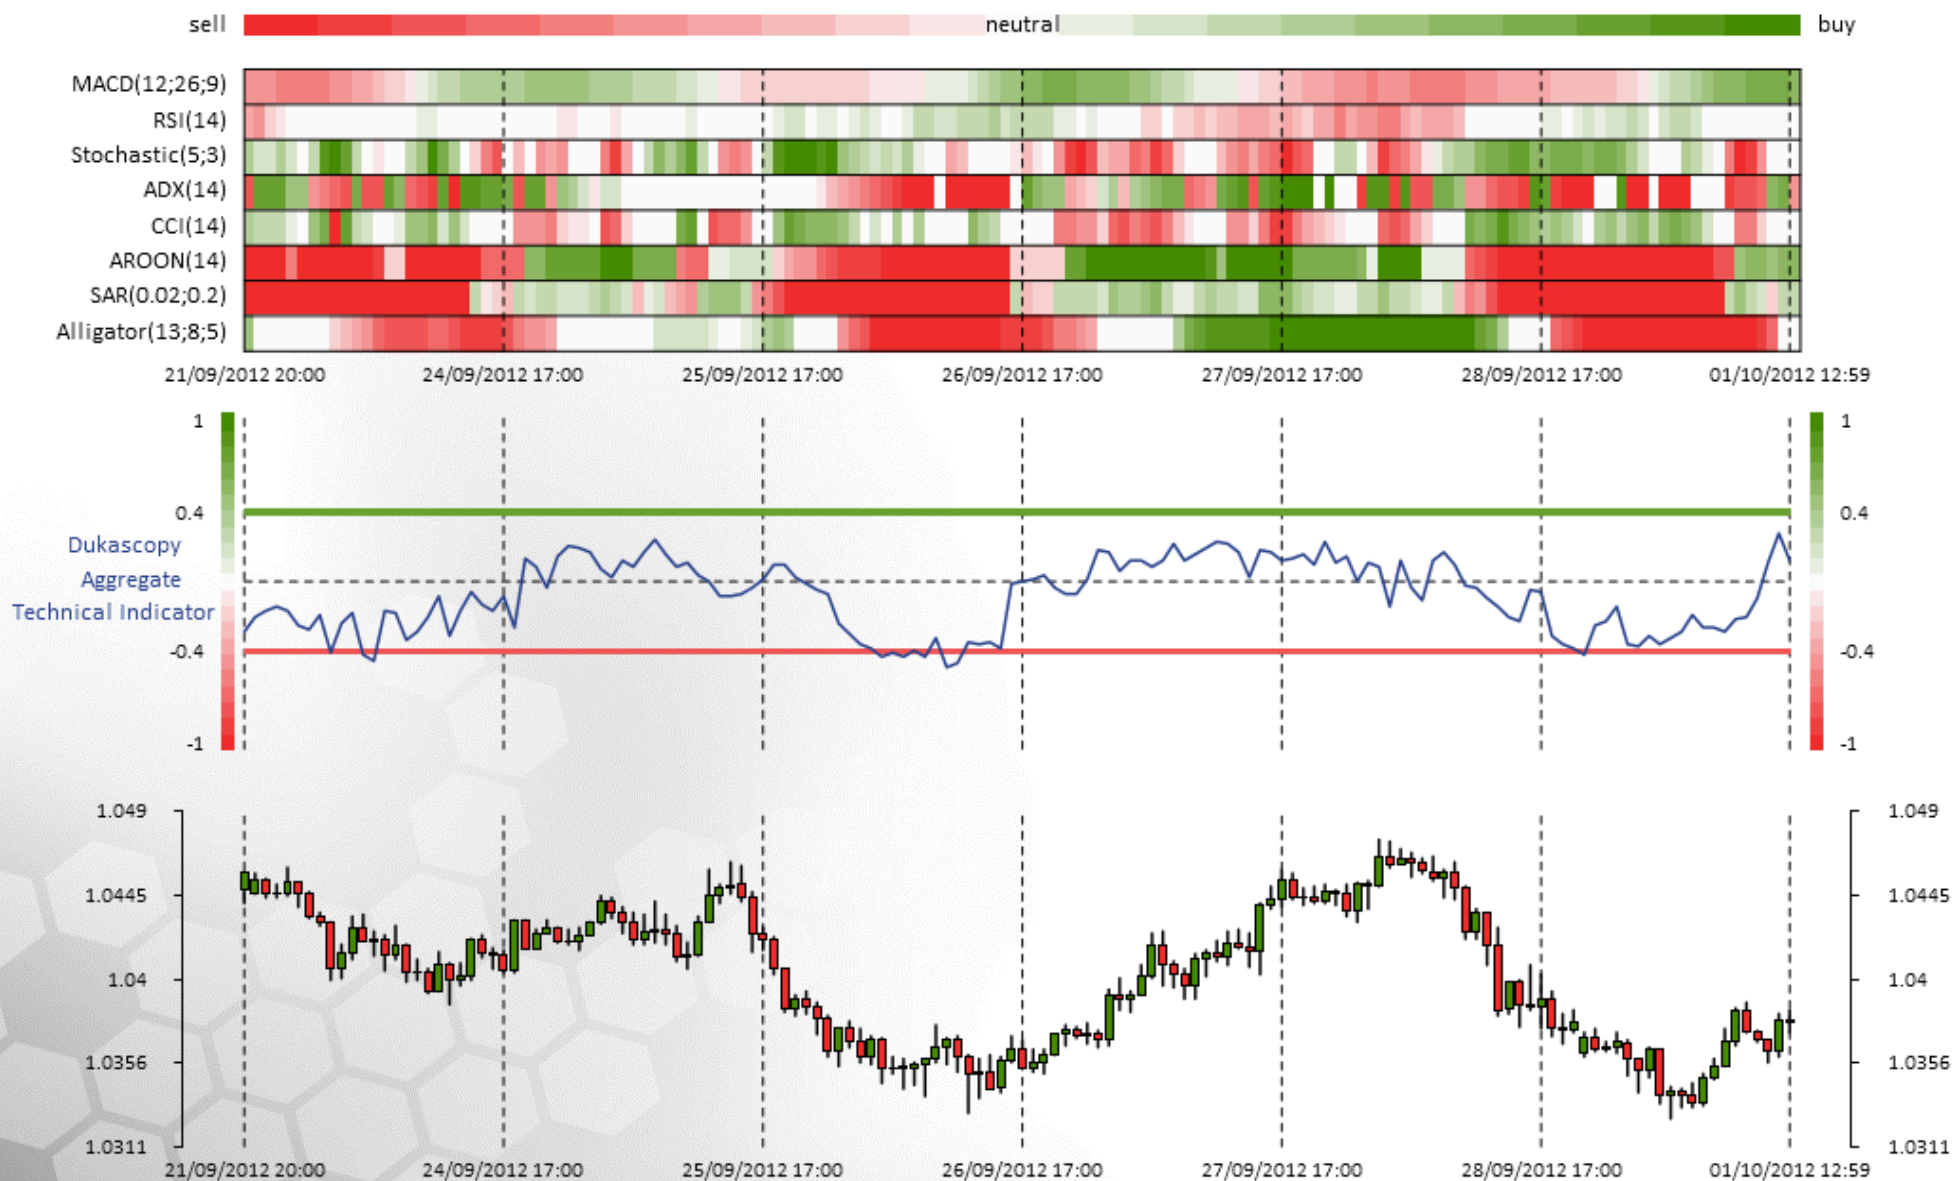 sell neutral buy
MACD(12;26;9)
RSI(14)
Stochastic(5;3)
ADX(14)
CCI(14)
AROON(14)
SAR(0.02;0.2)
Alligator(13;8;5)
21/09/2012 20:00 24/09/2012 17:00 25/09/2012 17:00 26/09/2012 17:00 27/09/2012 17:00 28/09/2012 17:00 01/10/2012 12:59
1 1
0.4 0.4
Dukascopy
Aggregate
Technical Indicator
-0.4 -0.4
-1 -1
1.049 1.049
1.0445 1.0445
1.04 1.04
1.0356 1.0356
1.0311 1.0311
21/09/2012 20:00 24/09/2012 17:00 25/09/2012 17:00 26/09/2012 17:00 27/09/2012 17:00 28/09/2012 17:00 01/10/2012 12:59